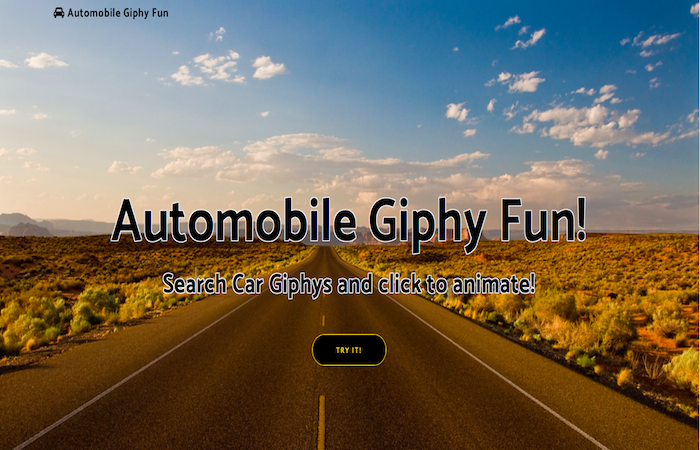 Automobile Giphy Fun
Automobile Giphy Fun!
Search Car Giphys and click to animate!
TRY IT!